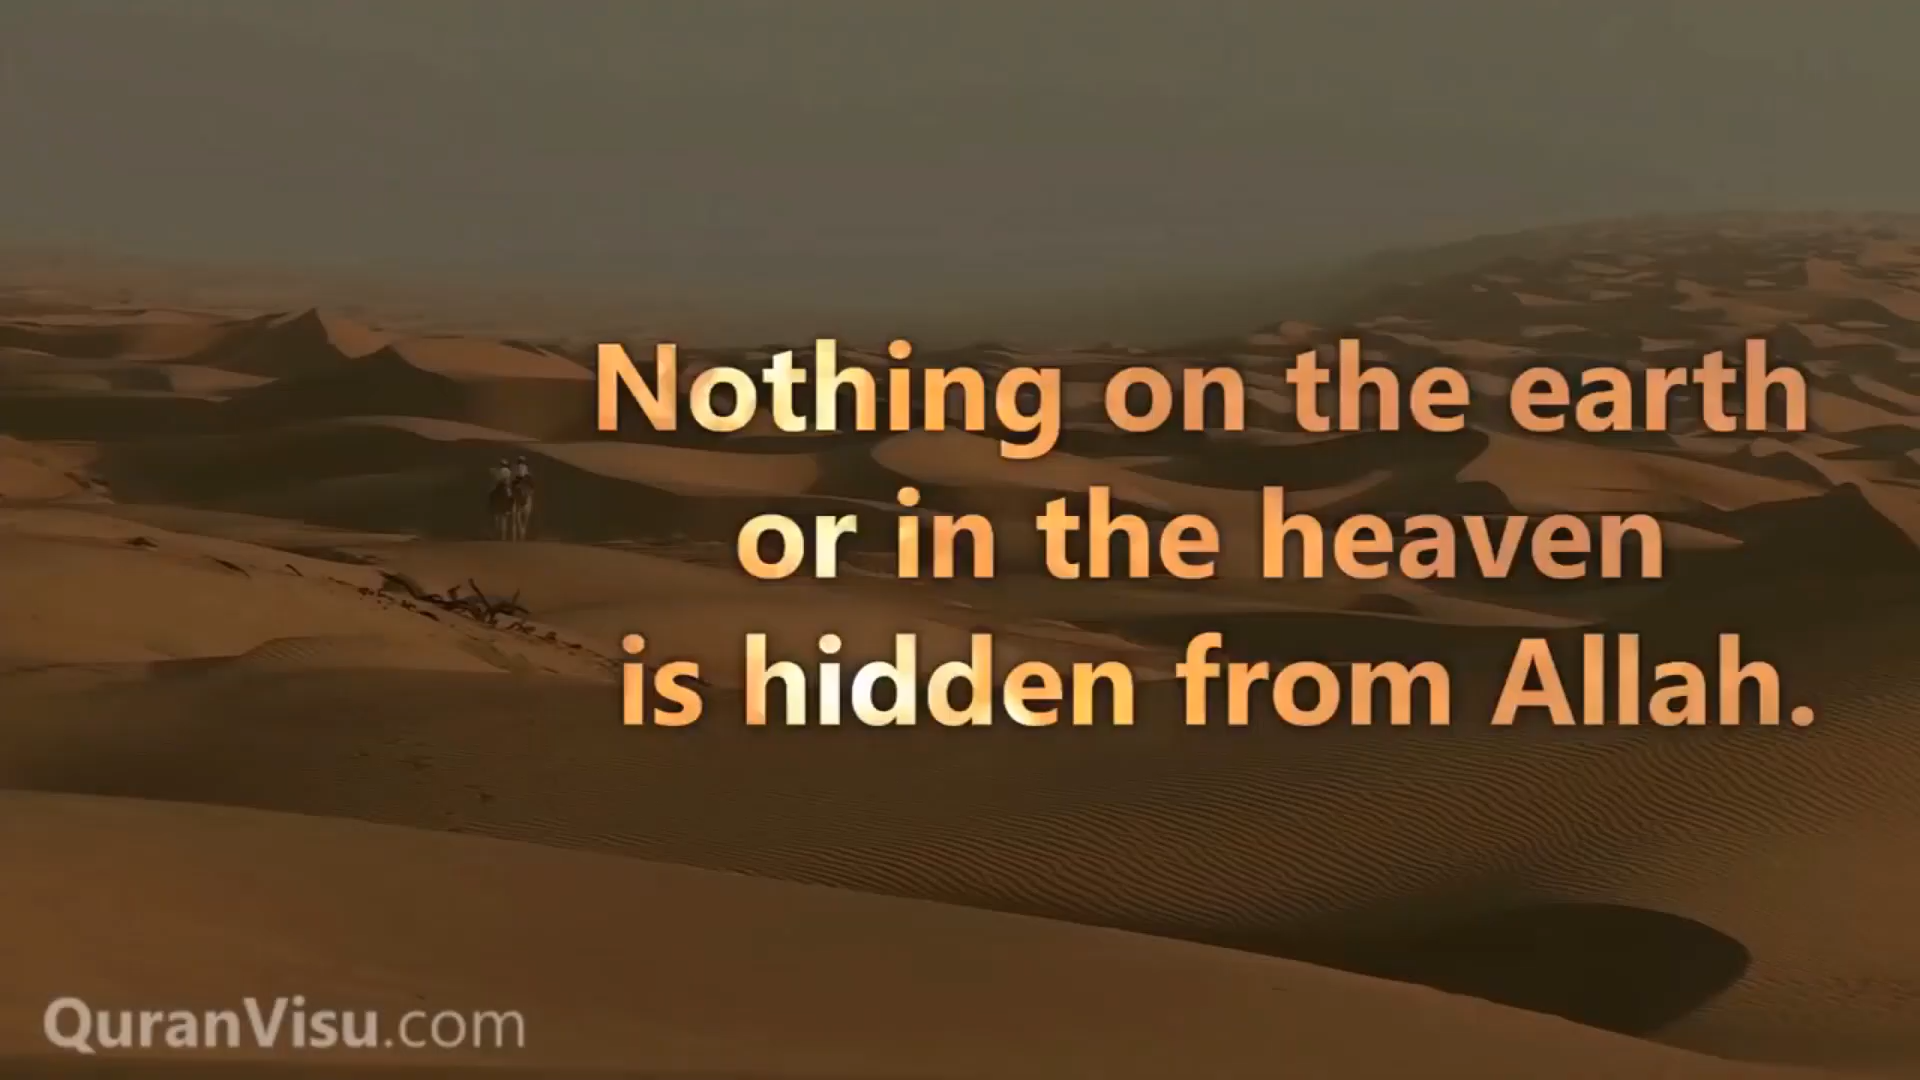 Nothing on the earth
or in the heaven
is hidden from Allah.
QuranVisu.com